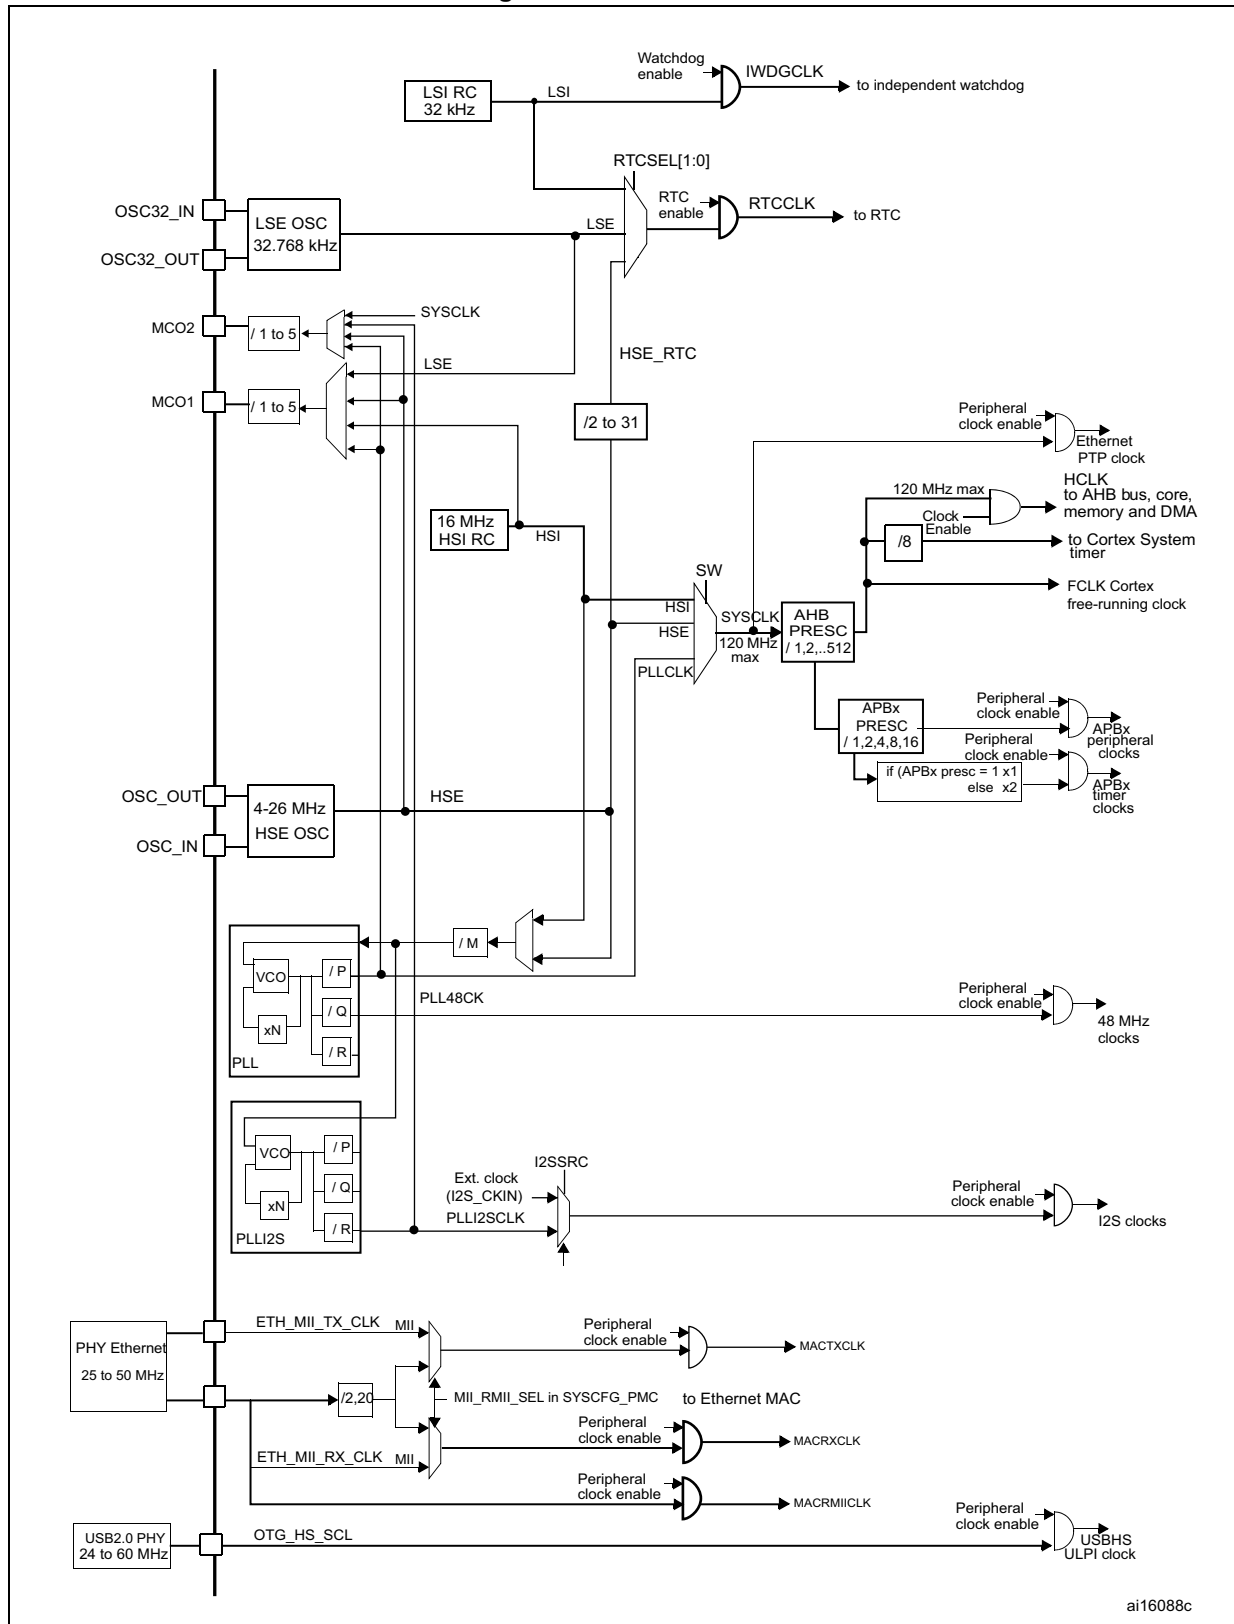 Watchdog
enable
IWDGCLK
to independent watchdog
LSI RC
32 kHz
LSI
RTCSEL[1:0]
OSC32_IN
OSC32_OUT
LSE OSC
32.768 kHz
LSE
RTC
enable
RTCCLK
to RTC
MCO2
/ 1 to 5
SYSCLK
HSE_RTC
LSE
MCO1
/ 1 to 5
/2 to 31
Peripheral
clock enable
Ethernet
PTP clock
16 MHz
HSI RC
HSI
120 MHz max
Clock
Enable
HCLK
to AHB bus, core,
memory and DMA
/8
to Cortex System
timer
FCLK Cortex
free-running clock
SW
HSI
HSE
PLLCLK
SYSCLK
120 MHz
max
AHB
PRESC
/ 1,2,..512
APBx
PRESC
/ 1,2,4,8,16
Peripheral
clock enable
APBx
peripheral
clocks
if (APBx presc = 1 x1
else x2
Peripheral
clock enable
APBx
timer
clocks
OSC_OUT
OSC_IN
4-26 MHz
HSE OSC
HSE
/ M
VCO
xN
/ P
/ Q
/ R
PLL
PLL48CK
Peripheral
clock enable
48 MHz
clocks
VCO
xN
/ P
/ Q
/ R
PLLI2S
I2SSRC
Ext. clock
(I2S_CKIN)
PLLI2SCLK
Peripheral
clock enable
I2S clocks
PHY Ethernet
25 to 50 MHz
ETH_MII_TX_CLK
MII
Peripheral
clock enable
MACTXCLK
/2,20
MII_RMII_SEL in SYSCFG_PMC
to Ethernet MAC
ETH_MII_RX_CLK
MII
Peripheral
clock enable
MACRXCLK
Peripheral
clock enable
MACRMIICLK
USB2.0 PHY
24 to 60 MHz
OTG_HS_SCL
Peripheral
clock enable
USBHS
ULPI clock
ai16088c